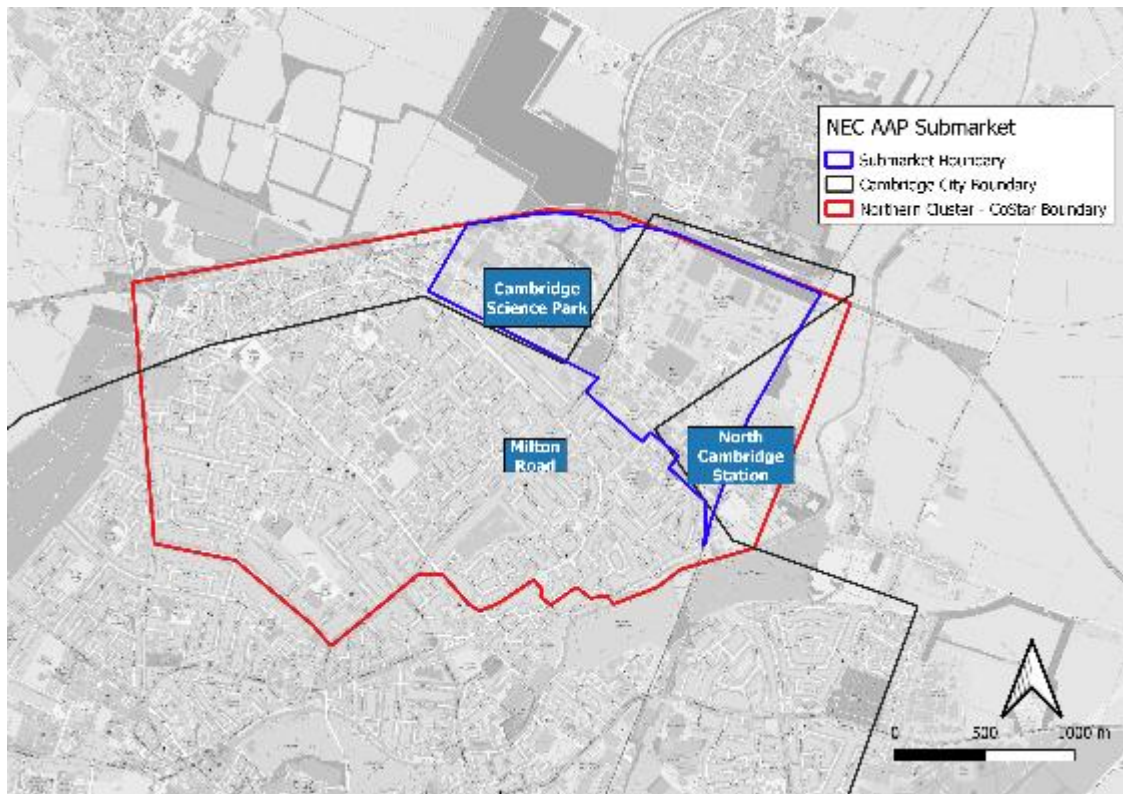 NEC AAP Submarket
Submarket Boundary
Cambridge City Boundary
Northern Cluster - CoStar Boundary
Cambridge
Science Park
Milton
Road
North
Cambridge
Station
0 500 1000 m